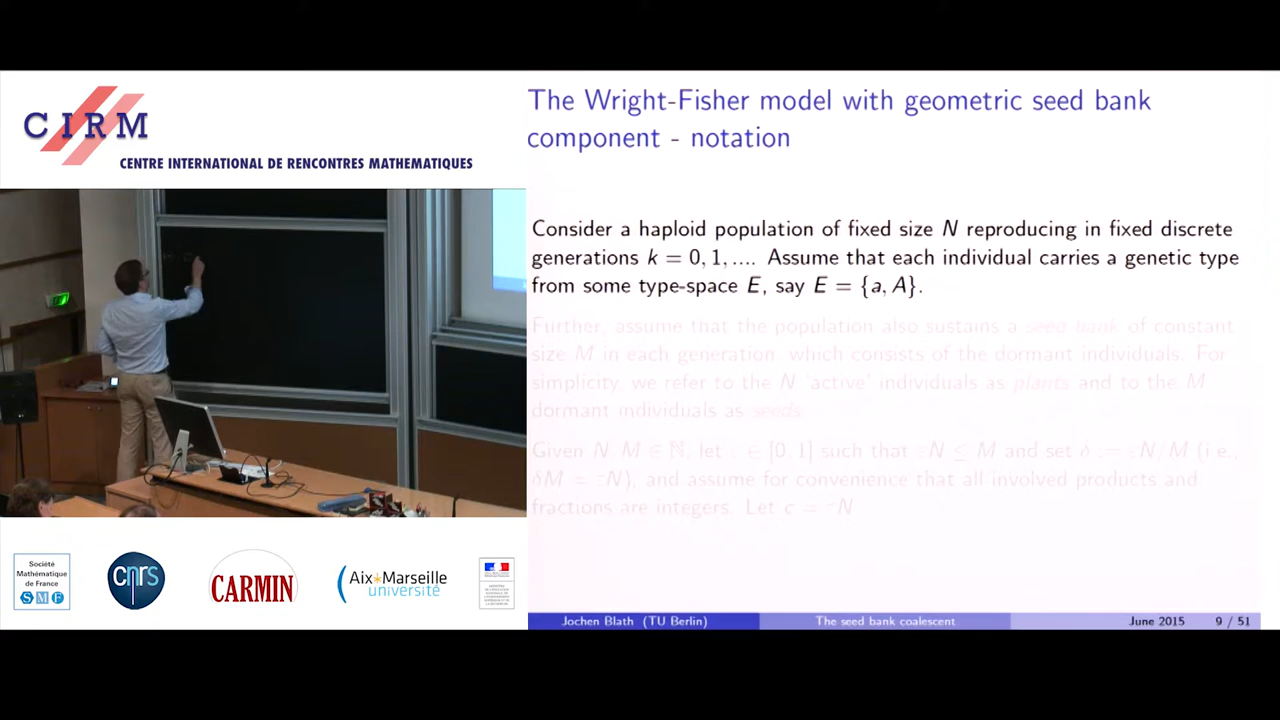 CIRM
CENTRE INTERNATIONAL DE RENCONTRES MATHEMATIQUES
The Wright-Fisher model with geometric seed bank
component - notation
Consider a haploid population of fixed size N reproducing in fixed discrete
generations k = 0, 1, .... Assume that each individual carries a genetic type
from some type-space E, say E = {a, A}.
Further, assume that the population also sustains a seed-bank of constant
size M in each generation, which consists of the dormant individuals. For
simplicity, we refer to the N 'active' individuals as plants and to the M
dormant individuals as seeds.
Given N, M ∈ ℕ, let ε ∈ [0, 1] such that εN ≤ M and set δ := εN/M (i.e.,
δM = εN), and assume for convenience that all involved products and
fractions are integers. Let c = εN
Société
Mathématique
de France
SMF
cnrs
CARMIN
Aix*Marseille
université
Jochen Blath (TU Berlin) The seed bank coalescent June 2015 9 / 51